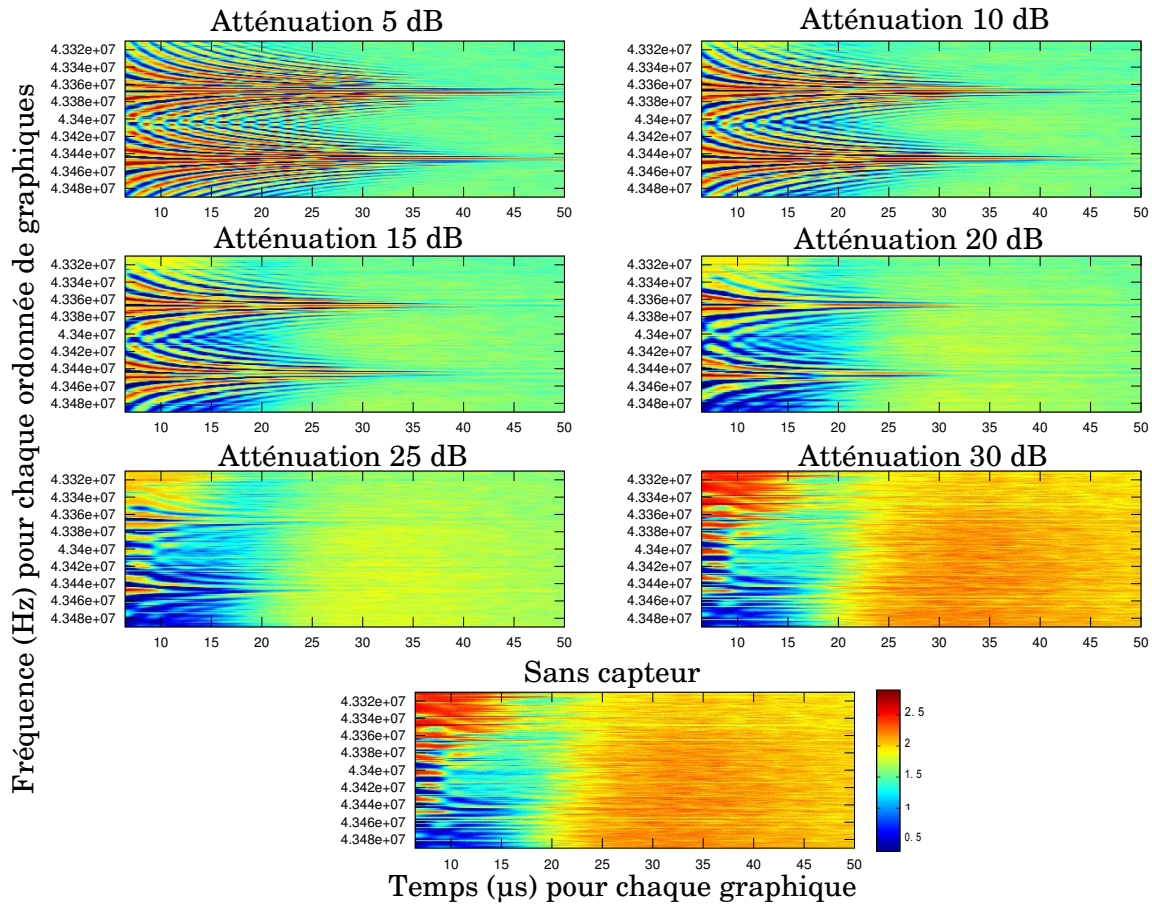 Atténuation 5 dB
Atténuation 10 dB
4.332e+07
4.334e+07
4.336e+07
4.338e+07
4.34e+07
4.342e+07
4.344e+07
4.346e+07
4.348e+07
10 15 20 25 30 35 40 45 50
4.332e+07
4.334e+07
4.336e+07
4.338e+07
4.34e+07
4.342e+07
4.344e+07
4.346e+07
4.348e+07
10 15 20 25 30 35 40 45 50
Atténuation 15 dB
Atténuation 20 dB
4.332e+07
4.334e+07
4.336e+07
4.338e+07
4.34e+07
4.342e+07
4.344e+07
4.346e+07
4.348e+07
10 15 20 25 30 35 40 45 50
4.332e+07
4.334e+07
4.336e+07
4.338e+07
4.34e+07
4.342e+07
4.344e+07
4.346e+07
4.348e+07
10 15 20 25 30 35 40 45 50
Atténuation 25 dB
Atténuation 30 dB
4.332e+07
4.334e+07
4.336e+07
4.338e+07
4.34e+07
4.342e+07
4.344e+07
4.346e+07
4.348e+07
10 15 20 25 30 35 40 45 50
4.332e+07
4.334e+07
4.336e+07
4.338e+07
4.34e+07
4.342e+07
4.344e+07
4.346e+07
4.348e+07
10 15 20 25 30 35 40 45 50
Sans capteur
4.332e+07
4.334e+07
4.336e+07
4.338e+07
4.34e+07
4.342e+07
4.344e+07
4.346e+07
4.348e+07
10 15 20 25 30 35 40 45 50
2.5
2
1.5
1
0.5
Temps (µs) pour chaque graphique
Fréquence (Hz) pour chaque ordonnée de graphiques